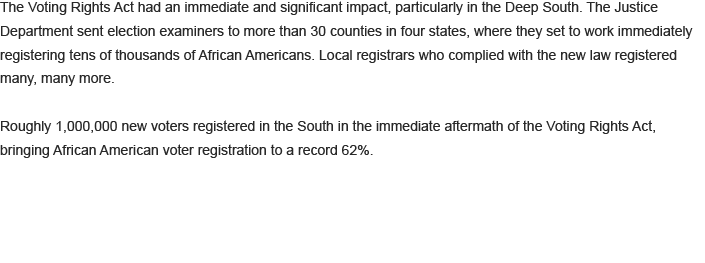 The Voting Rights Act had an immediate and significant impact, particularly in the Deep South. The Justice
Department sent election examiners to more than 30 counties in four states, where they set to work immediately
registering tens of thousands of African Americans. Local registrars who complied with the new law registered
many, many more.
Roughly 1,000,000 new voters registered in the South in the immediate aftermath of the Voting Rights Act,
bringing African American voter registration to a record 62%.